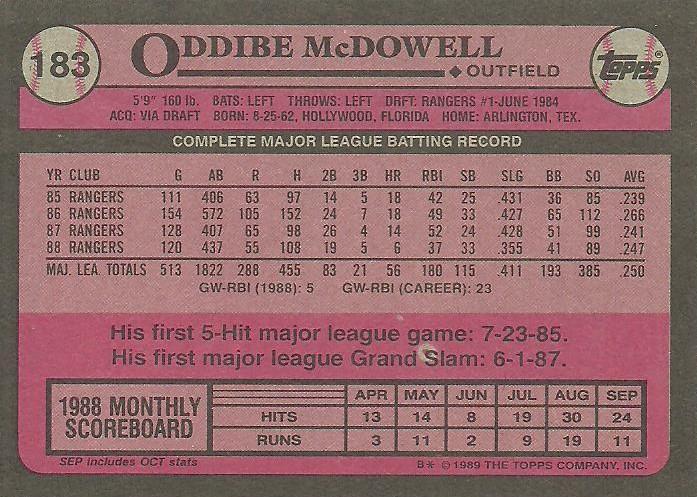 183
ODDIBE McDOWELL
OUTFIELD
Topps
5'9" 160 lb. BATS: LEFT THROWS: LEFT DRFT: RANGERS #1-JUNE 1984
ACQ: VIA DRAFT BORN: 8-25-62, HOLLYWOOD, FLORIDA HOME: ARLINGTON, TEX.
COMPLETE MAJOR LEAGUE BATTING RECORD
YR CLUB G AB R H 2B 3B HR RBI SB SLG BB SO AVG
85 RANGERS 111 406 63 97 14 5 18 42 25 .431 36 85 .239
86 RANGERS 154 572 105 152 24 7 18 49 33 .427 65 112 .266
87 RANGERS 128 407 65 98 26 4 14 52 24 .428 51 99 .241
88 RANGERS 120 437 55 108 19 5 6 37 33 .355 41 89 .247
MAJ. LEA. TOTALS 513 1822 288 455 83 21 56 180 115 .411 193 385 .250
GW-RBI (1988): 5 GW-RBI (CAREER): 23
His first 5-Hit major league game: 7-23-85.
His first major league Grand Slam: 6-1-87.
1988 MONTHLY
SCOREBOARD
APR MAY JUN JUL AUG SEP
HITS 13 14 8 19 30 24
RUNS 3 11 2 9 19 11
SEP includes OCT stats
B* © 1989 THE TOPPS COMPANY, INC.